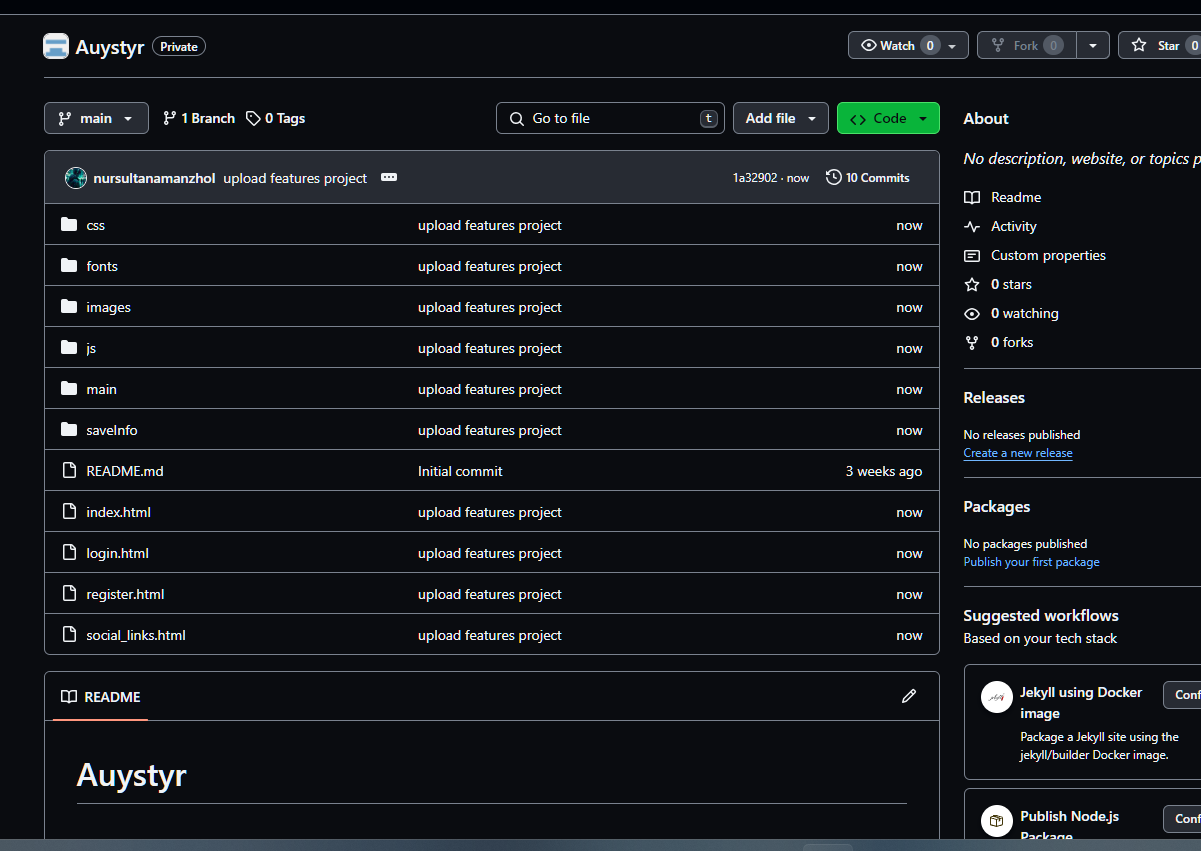 Auystyr Private
Watch 0
Fork 0
Star 0
main
1 Branch
0 Tags
Go to file t
Add file
Code
nursultanamanzhol upload features project
1a32902 · now
10 Commits
css upload features project now
fonts upload features project now
images upload features project now
js upload features project now
main upload features project now
saveInfo upload features project now
README.md Initial commit 3 weeks ago
index.html upload features project now
login.html upload features project now
register.html upload features project now
social_links.html upload features project now
README
Auystyr
About
No description, website, or topics p
Readme
Activity
Custom properties
0 stars
0 watching
0 forks
Releases
No releases published
Create a new release
Packages
No packages published
Publish your first package
Suggested workflows
Based on your tech stack
Jekyll using Docker
image
Conf
Package a Jekyll site using the
jekyll/builder Docker image.
Publish Node.js
Package
Conf